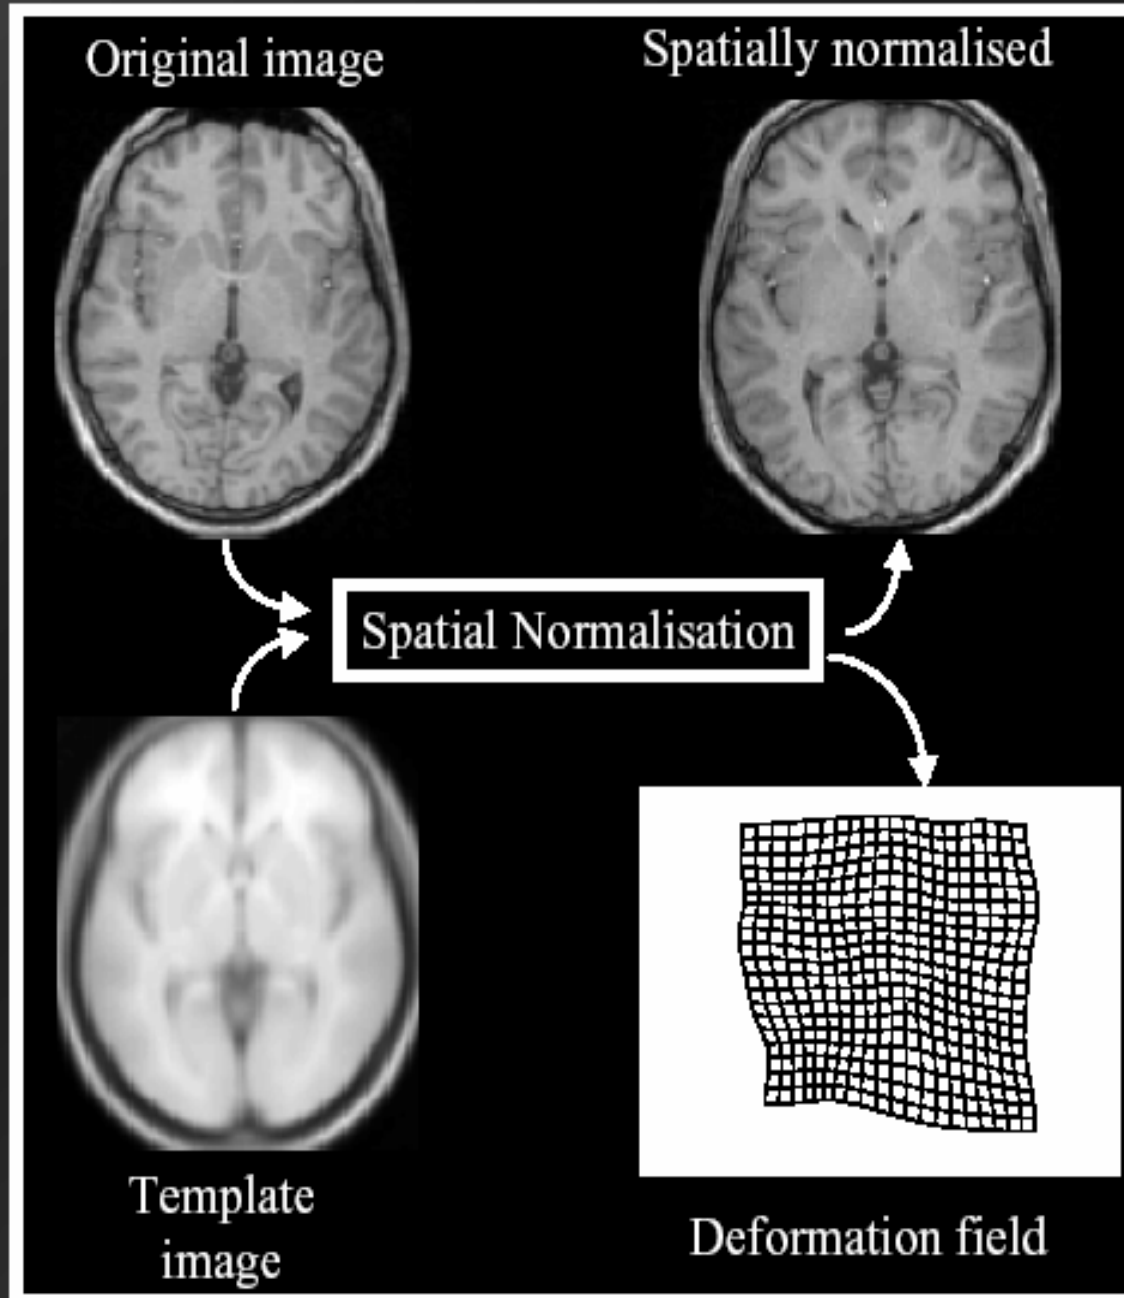 Original image
Spatially normalised
Spatial Normalisation
Template
image
Deformation field